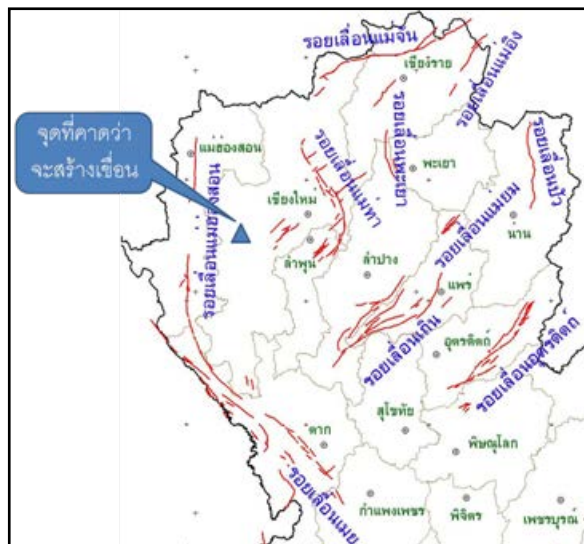 รอยเลื่อนแม่จัน
เชียงราย
รอยเลื่อนแม่อิง
จุดที่คาดว่า
จะสร้างเขื่อน
แม่ฮ่องสอน
รอยเลื่อนแม่ทา
รอยเลื่อนพะเยา
พะเยา
รอยเลื่อนปัว
รอยเลื่อนแม่ฮ่องสอน
เชียงใหม่
รอยเลื่อนแม่ยม
น่าน
ลำพูน
ลำปาง
แพร่
รอยเลื่อนเถิน
อุตรดิตถ์
รอยเลื่อนอุตรดิตถ์
สุโขทัย
ตาก
พิษณุโลก
รอยเลื่อนเมย
กำแพงเพชร
พิจิตร
เพชรบูรณ์